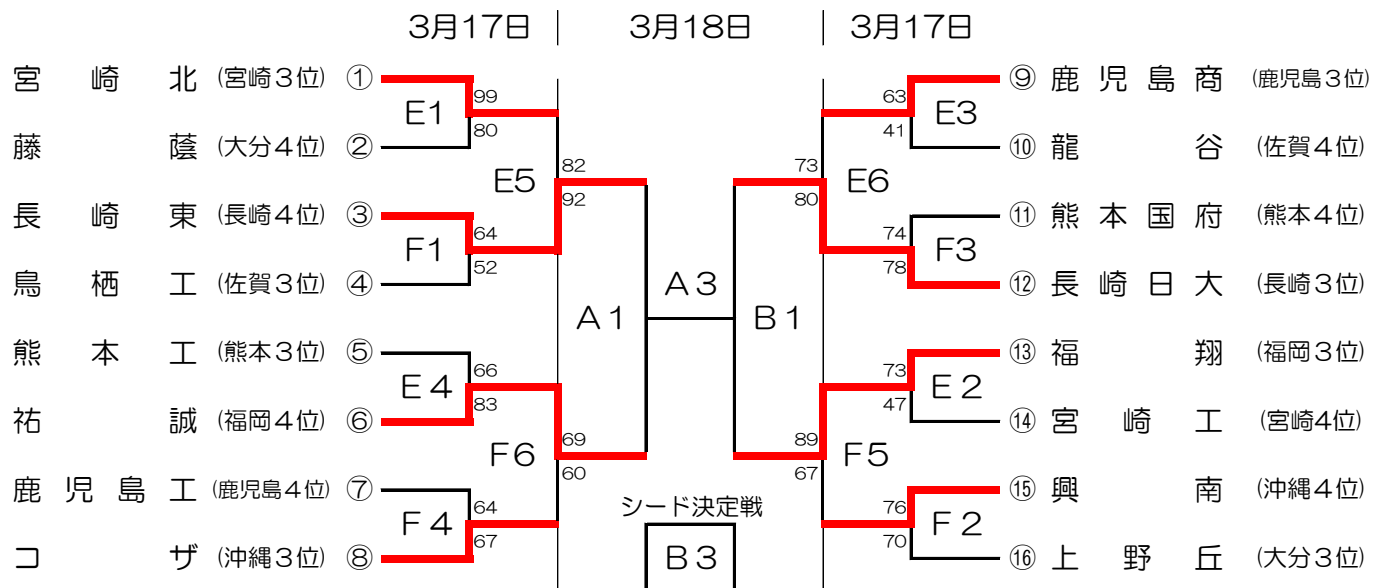 3月17日 3月18日 3月17日
宮崎北 (宮崎3位) ①
E1
99
80
藤蔭 (大分4位) ②
E5
82
92
長崎東 (長崎4位) ③
F1
64
52
鳥栖工 (佐賀3位) ④
A1
熊本工 (熊本3位) ⑤
E4
66
83
祐誠 (福岡4位) ⑥
F6
69
60
鹿児島工 (鹿児島4位) ⑦
F4
64
67
コザ (沖縄3位) ⑧
A3
シード決定戦
B3
⑨ 鹿児島商 (鹿児島3位)
63
41
E3
⑩ 龍谷 (佐賀4位)
73
80
E6
⑪ 熊本国府 (熊本4位)
74
78
F3
⑫ 長崎日大 (長崎3位)
B1
⑬ 福翔 (福岡3位)
73
47
E2
⑭ 宮崎工 (宮崎4位)
89
67
F5
⑮ 興南 (沖縄4位)
76
70
F2
⑯ 上野丘 (大分3位)